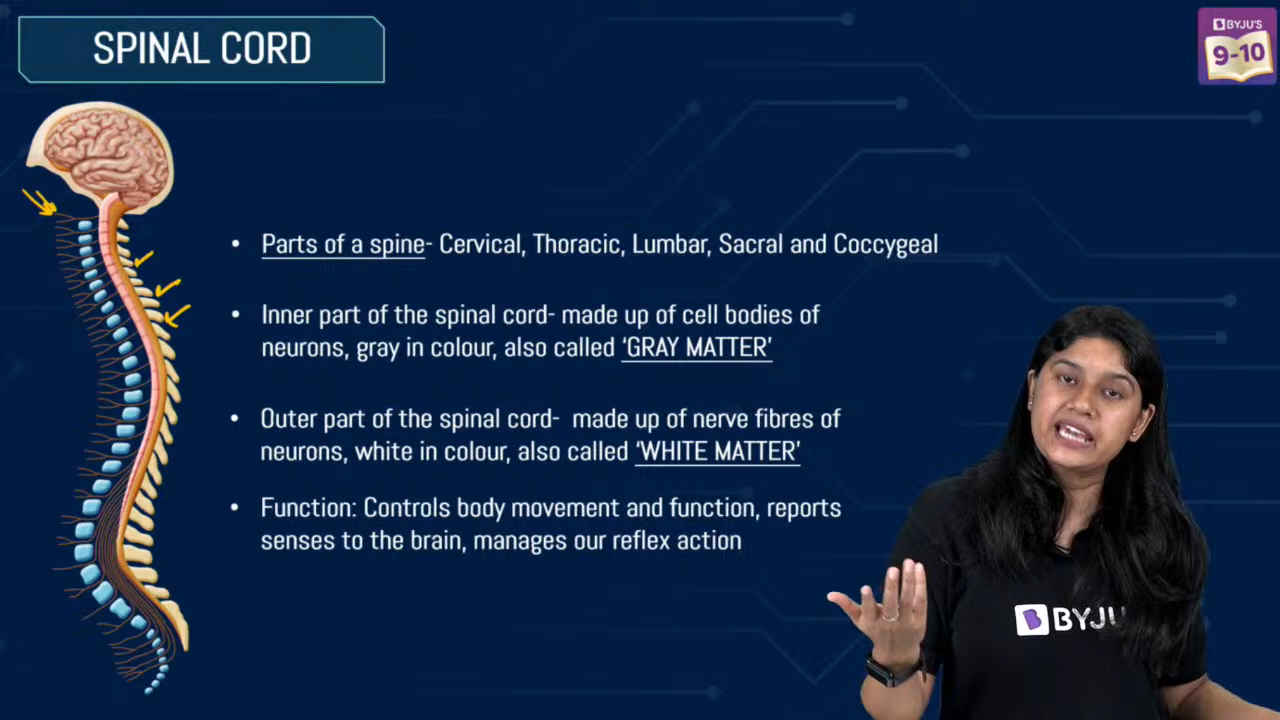 SPINAL CORD
BYJU'S
9-10
• Parts of a spine- Cervical, Thoracic, Lumbar, Sacral and Coccygeal
• Inner part of the spinal cord- made up of cell bodies of
neurons, gray in colour, also called ‘GRAY MATTER’
• Outer part of the spinal cord- made up of nerve fibres of
neurons, white in colour, also called ‘WHITE MATTER’
• Function: Controls body movement and function, reports
senses to the brain, manages our reflex action
BYJU